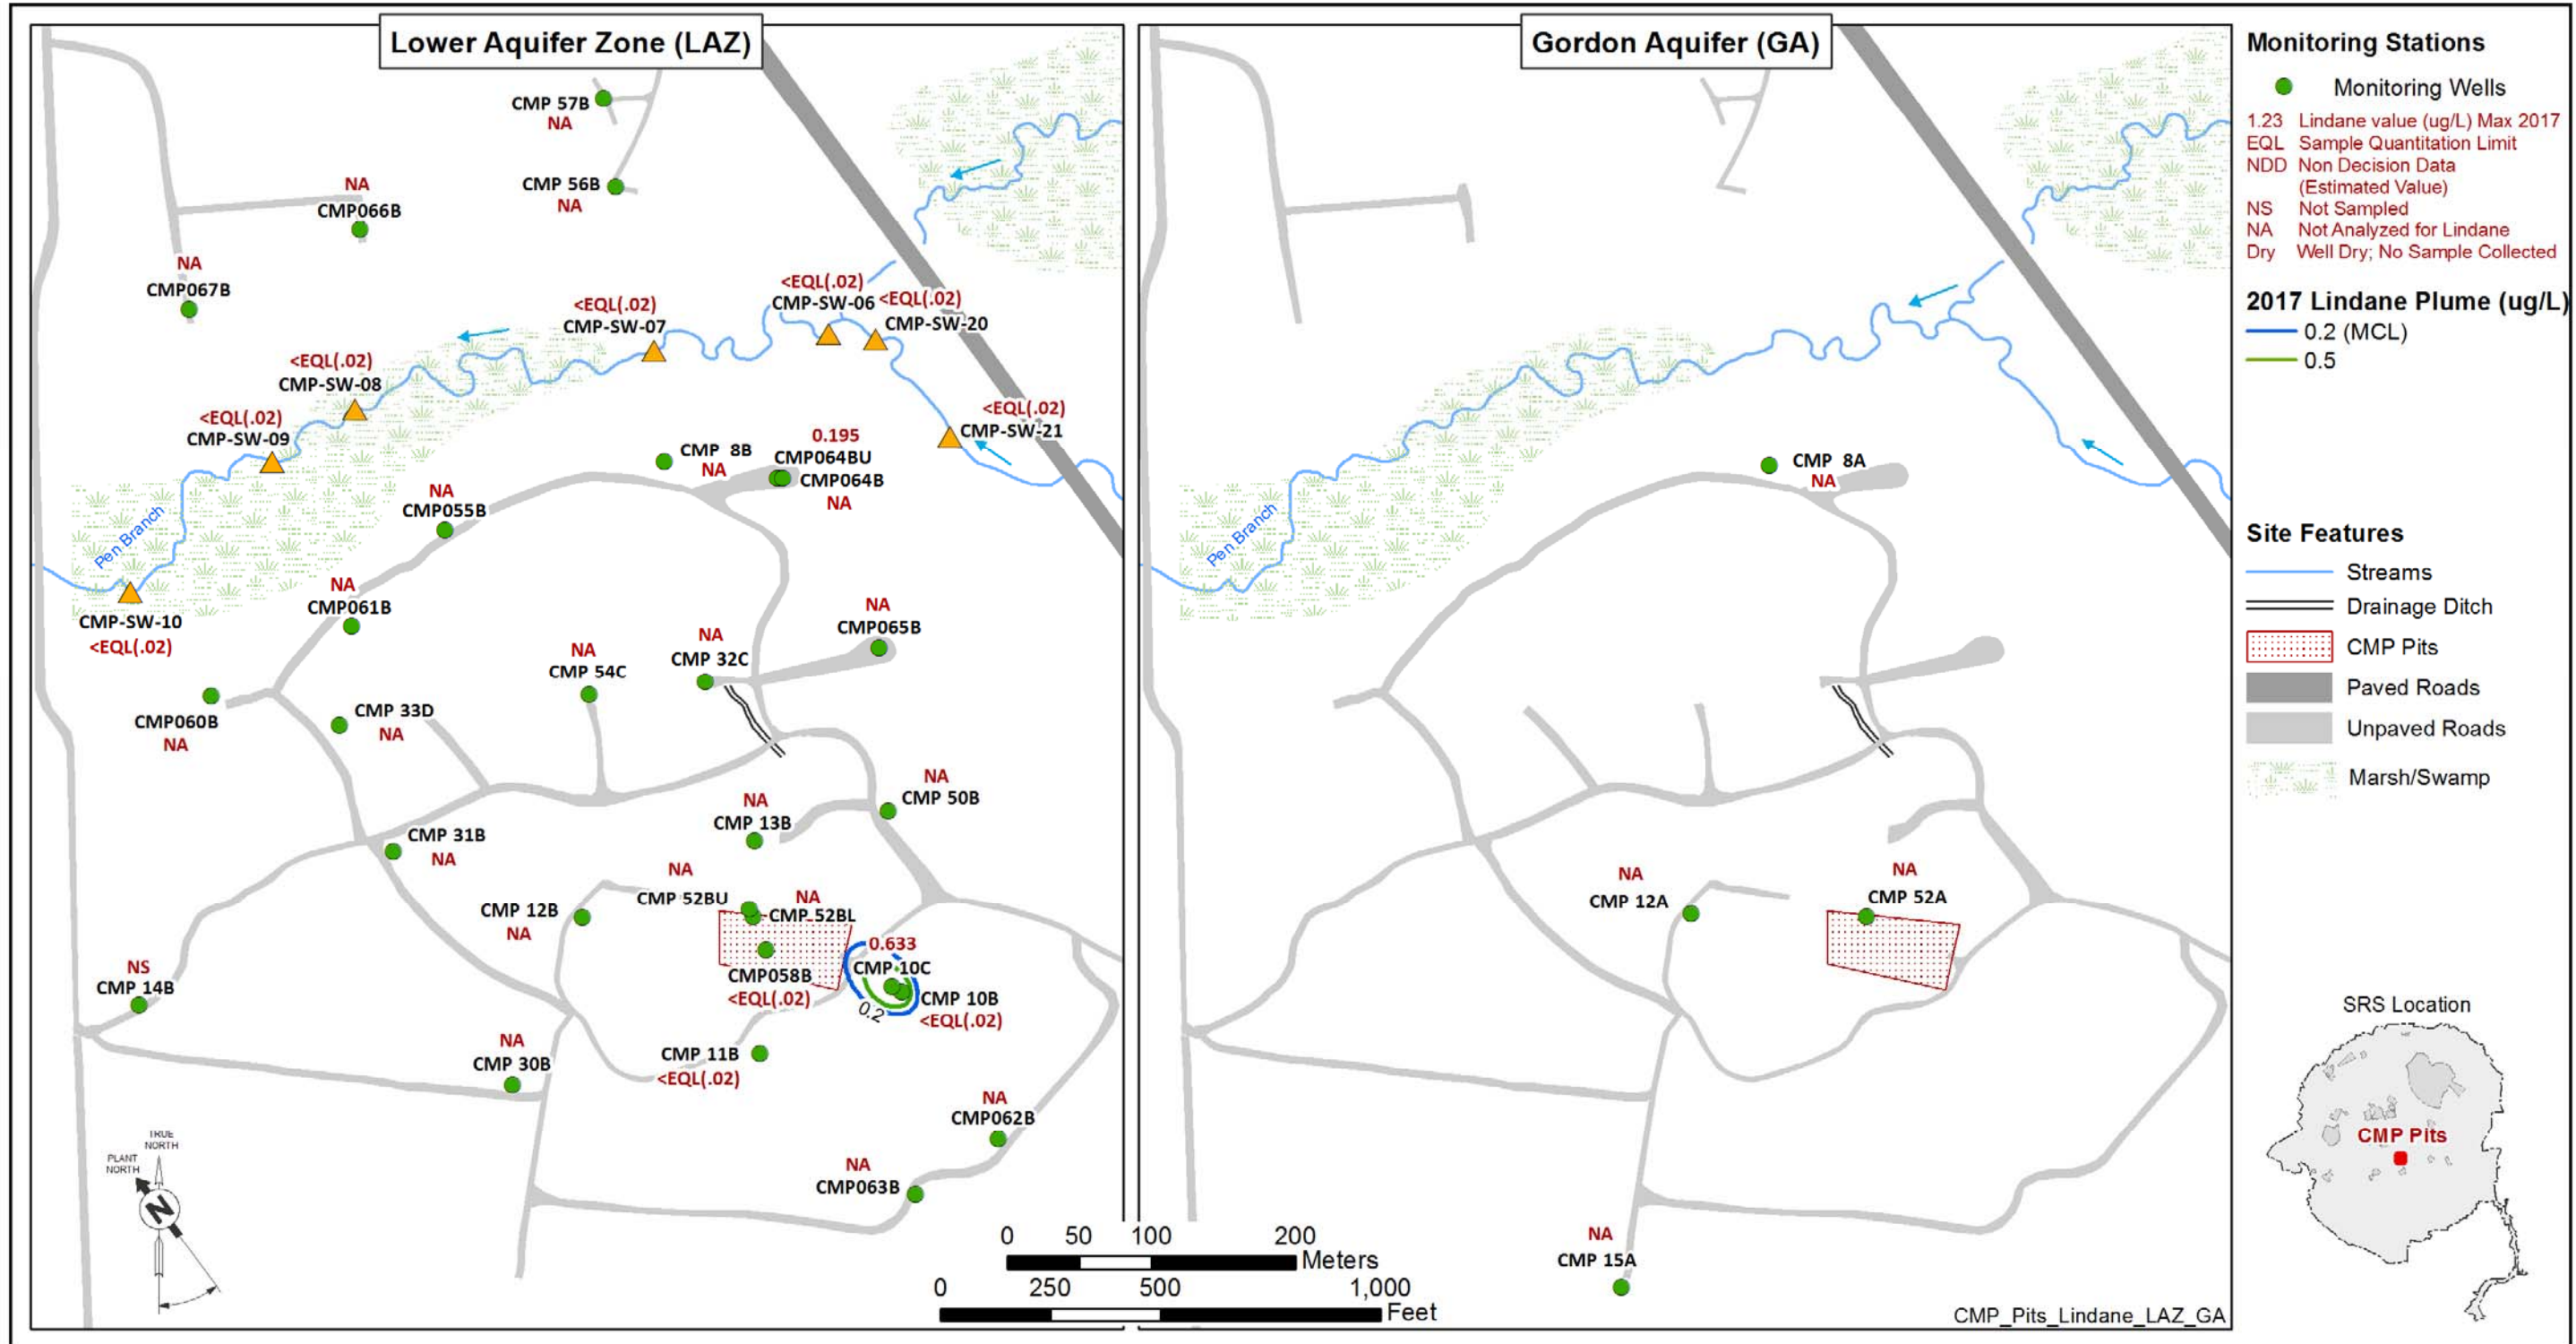 Lower Aquifer Zone (LAZ)
CMP 57B
NA
CMP 56B
NA
NA
CMP066B
NA
CMP067B
<EQL(.02)
CMP-SW-06
<EQL(.02)
CMP-SW-20
<EQL(.02)
CMP-SW-07
<EQL(.02)
CMP-SW-08
<EQL(.02)
CMP-SW-09
<EQL(.02)
CMP-SW-21
CMP 8B
NA
0.195
CMP064BU
CMP064B
NA
NA
CMP055B
Pen Branch
NA
CMP061B
CMP-SW-10
<EQL(.02)
NA
CMP065B
NA
CMP 32C
NA
CMP 54C
CMP060B
NA
CMP 33D
NA
NA
CMP 50B
NA
CMP 13B
CMP 31B
NA
NA
CMP 52BU
NA
CMP 52BL
CMP 12B
NA
0.633
CMP 10C
CMP058B
<EQL(.02)
CMP 10B
<EQL(.02)
0.2
NS
CMP 14B
CMP 11B
<EQL(.02)
NA
CMP 30B
NA
CMP062B
NA
CMP063B
TRUE
NORTH
PLANT
NORTH
N
0 50 100 200
Meters
0 250 500 1,000
Feet
Gordon Aquifer (GA)
CMP 8A
NA
Pen Branch
NA
CMP 12A
NA
CMP 52A
NA
CMP 15A
CMP_Pits_Lindane_LAZ_GA
Monitoring Stations
Monitoring Wells
1.23 Lindane value (ug/L) Max 2017
EQL Sample Quantitation Limit
NDD Non Decision Data
(Estimated Value)
NS Not Sampled
NA Not Analyzed for Lindane
Dry Well Dry; No Sample Collected
2017 Lindane Plume (ug/L)
0.2 (MCL)
0.5
Site Features
Streams
Drainage Ditch
CMP Pits
Paved Roads
Unpaved Roads
Marsh/Swamp
SRS Location
CMP Pits